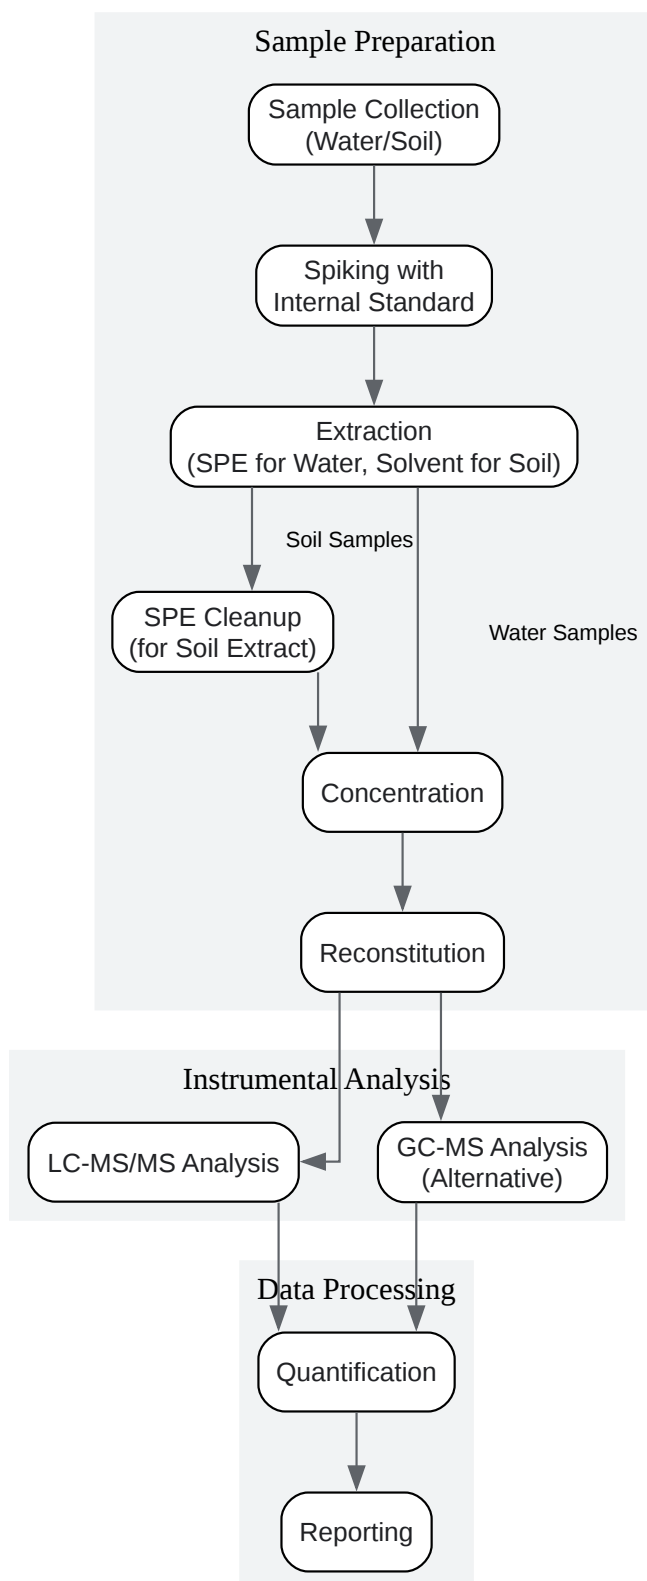 Sample Preparation
Sample Collection
(Water/Soil)
Spiking with
Internal Standard
Extraction
(SPE for Water, Solvent for Soil)
Soil Samples
SPE Cleanup
(for Soil Extract)
Water Samples
Concentration
Reconstitution
Instrumental Analysis
LC-MS/MS Analysis
GC-MS Analysis
(Alternative)
Data Processing
Quantification
Reporting